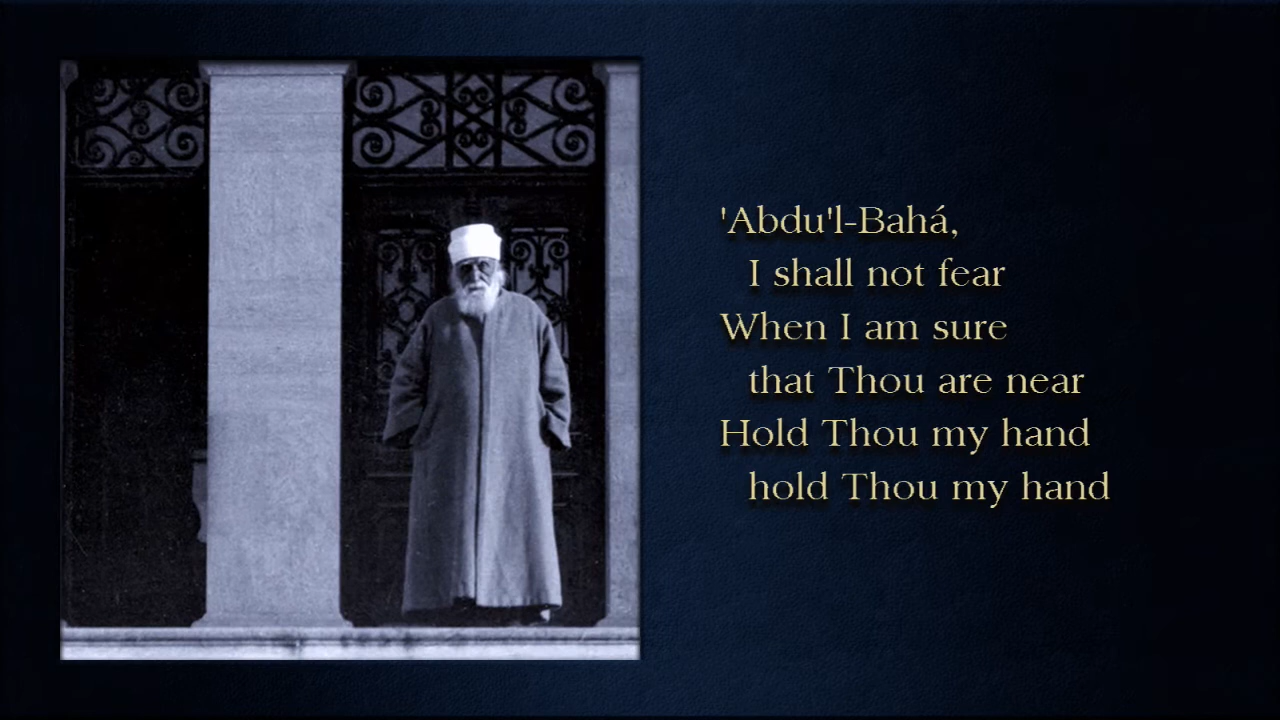 'Abdu'l-Bahá,
I shall not fear
When I am sure
that Thou are near
Hold Thou my hand
hold Thou my hand